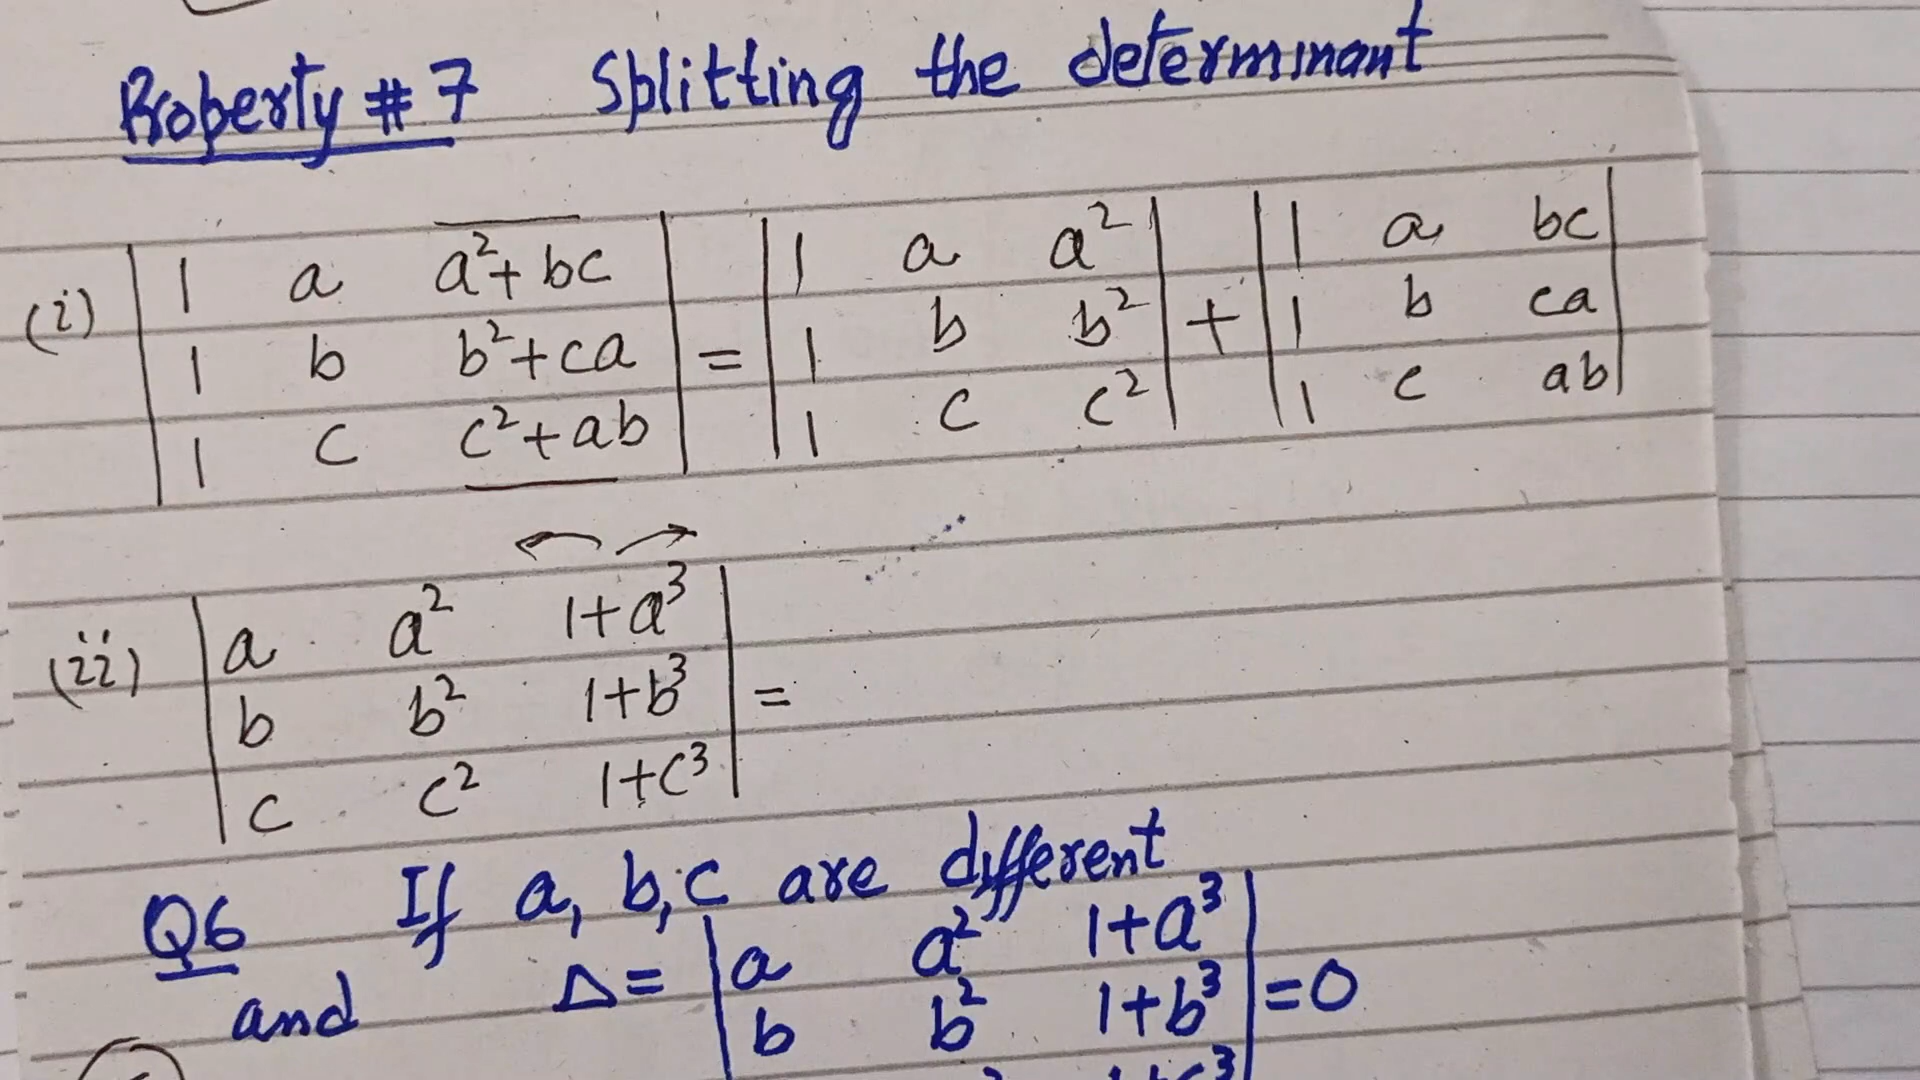 Property # 7 Splitting the determinant
(i) | 1 a a²+bc | = | 1 a a² | + | 1 a bc |
| 1 b b²+ca | | 1 b b² | | 1 b ca |
| 1 c c²+ab | | 1 c c² | | 1 c ab |
(ii) | a a² 1+a³ |
| b b² 1+b³ | =
| c c² 1+c³ |
Q6 If a, b, c are different
and Δ = | a a² 1+a³ | = 0
| b b² 1+b³ |